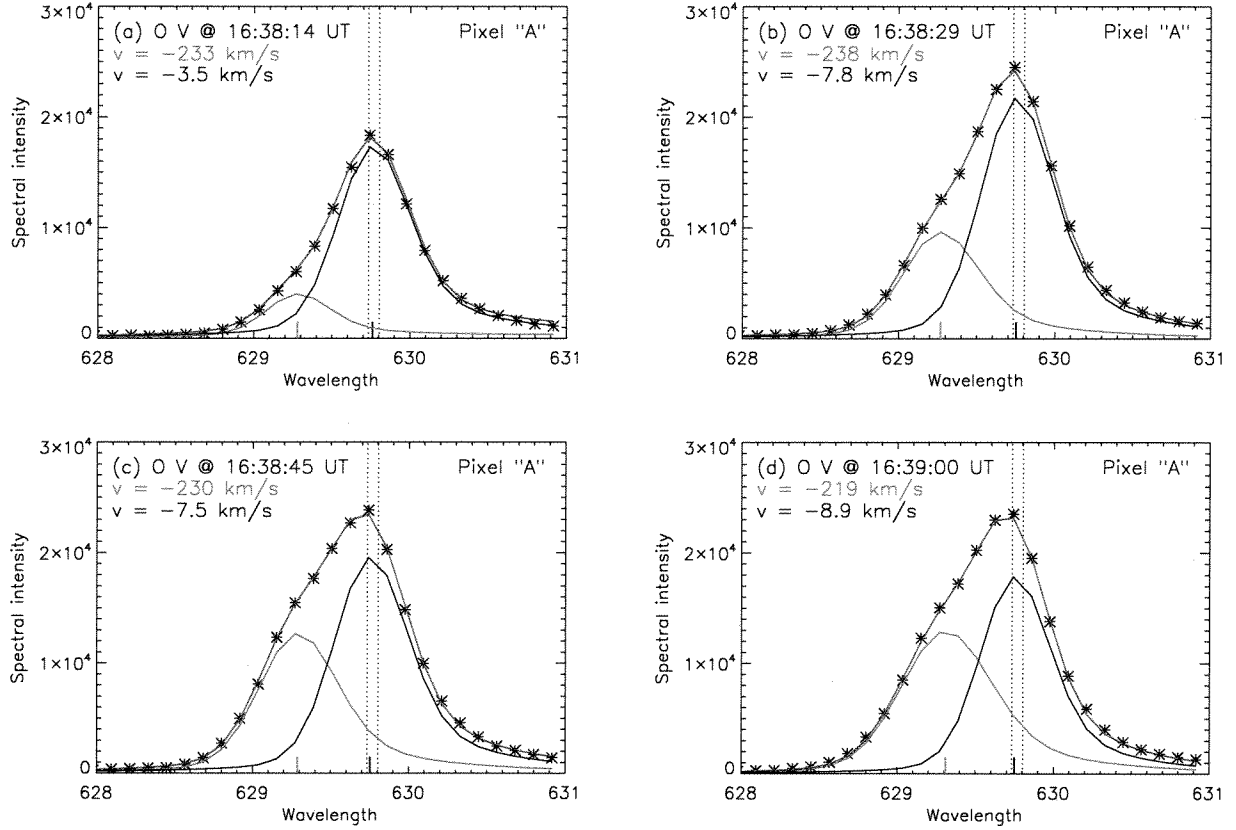 (a) O V @ 16:38:14 UT Pixel "A"
v = −233 km/s
v = −3.5 km/s
3×10⁴
2×10⁴
1×10⁴
0
Spectral intensity
628 629 630 631
Wavelength
(b) O V @ 16:38:29 UT Pixel "A"
v = −238 km/s
v = −7.8 km/s
3×10⁴
2×10⁴
1×10⁴
0
Spectral intensity
628 629 630 631
Wavelength
(c) O V @ 16:38:45 UT Pixel "A"
v = −230 km/s
v = −7.5 km/s
3×10⁴
2×10⁴
1×10⁴
0
Spectral intensity
628 629 630 631
Wavelength
(d) O V @ 16:39:00 UT Pixel "A"
v = −219 km/s
v = −8.9 km/s
3×10⁴
2×10⁴
1×10⁴
0
Spectral intensity
628 629 630 631
Wavelength